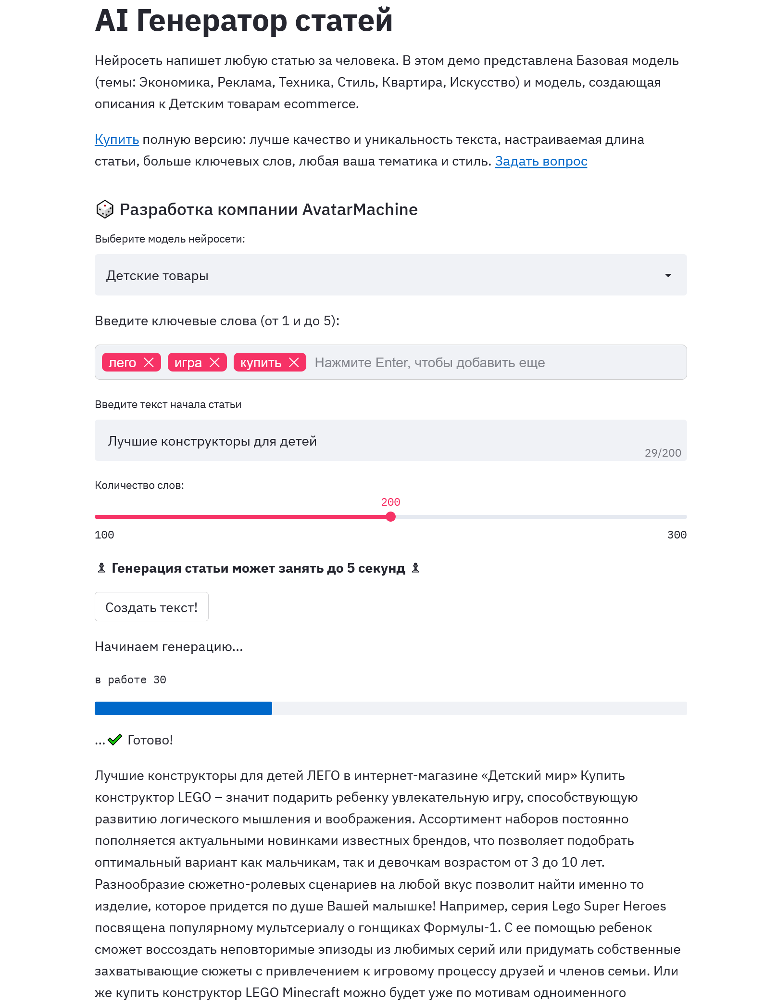 AI Генератор статей
Нейросеть напишет любую статью за человека. В этом демо представлена Базовая модель
(темы: Экономика, Реклама, Техника, Стиль, Квартира, Искусство) и модель, создающая
описания к Детским товарам ecommerce.
Купить полную версию: лучше качество и уникальность текста, настраиваемая длина
статьи, больше ключевых слов, любая ваша тематика и стиль. Задать вопрос
Разработка компании AvatarMachine
Выберите модель нейросети:
Детские товары
Введите ключевые слова (от 1 и до 5):
лего игра купить Нажмите Enter, чтобы добавить еще
Введите текст начала статьи
Лучшие конструкторы для детей
29/200
Количество слов:
200
100 300
Генерация статьи может занять до 5 секунд
Создать текст!
Начинаем генерацию...
в работе 30
... Готово!
Лучшие конструкторы для детей ЛЕГО в интернет-магазине «Детский мир» Купить
конструктор LEGO – значит подарить ребенку увлекательную игру, способствующую
развитию логического мышления и воображения. Ассортимент наборов постоянно
пополняется актуальными новинками известных брендов, что позволяет подобрать
оптимальный вариант как мальчикам, так и девочкам возрастом от 3 до 10 лет.
Разнообразие сюжетно-ролевых сценариев на любой вкус позволит найти именно то
изделие, которое придется по душе Вашей малышке! Например, серия Lego Super Heroes
посвящена популярному мультсериалу о гонщиках Формулы-1. С ее помощью ребенок
сможет воссоздать неповторимые эпизоды из любимых серий или придумать собственные
захватывающие сюжеты с привлечением к игровому процессу друзей и членов семьи. Или
же купить конструктор LEGO Minecraft можно будет уже по мотивам одноименного